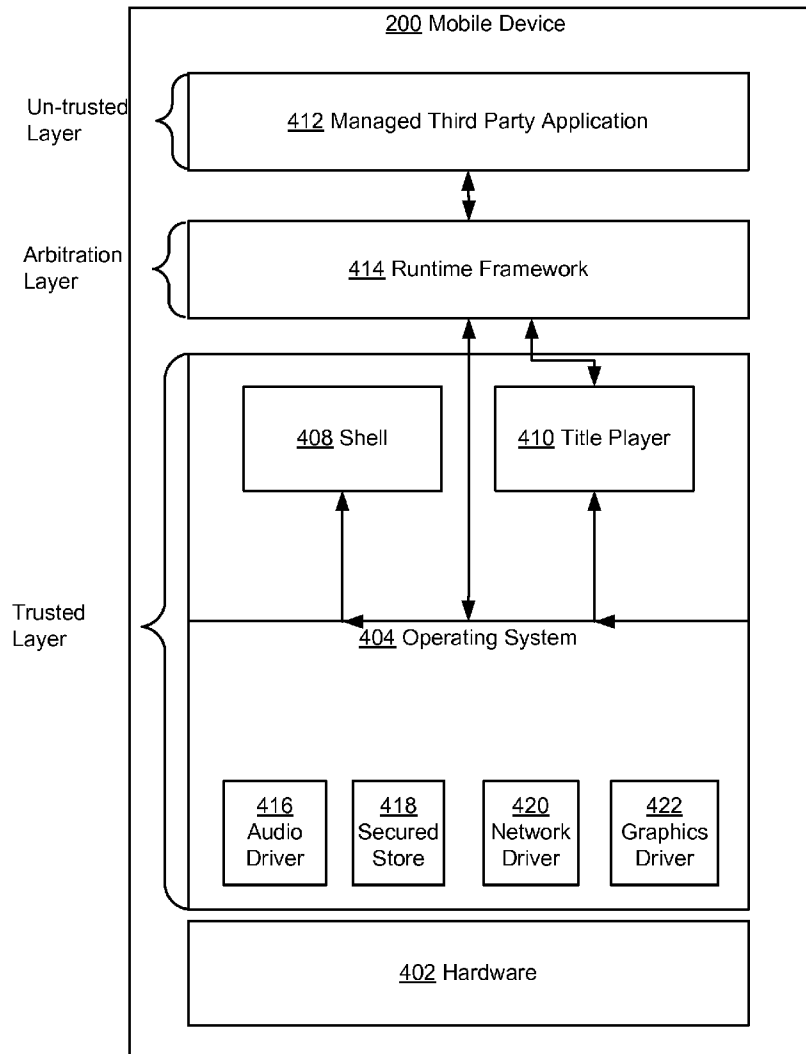 200 Mobile Device
Un-trusted
Layer
412 Managed Third Party Application
Arbitration
Layer
414 Runtime Framework
408 Shell
410 Title Player
Trusted
Layer
404 Operating System
416
Audio
Driver
418
Secured
Store
420
Network
Driver
422
Graphics
Driver
402 Hardware